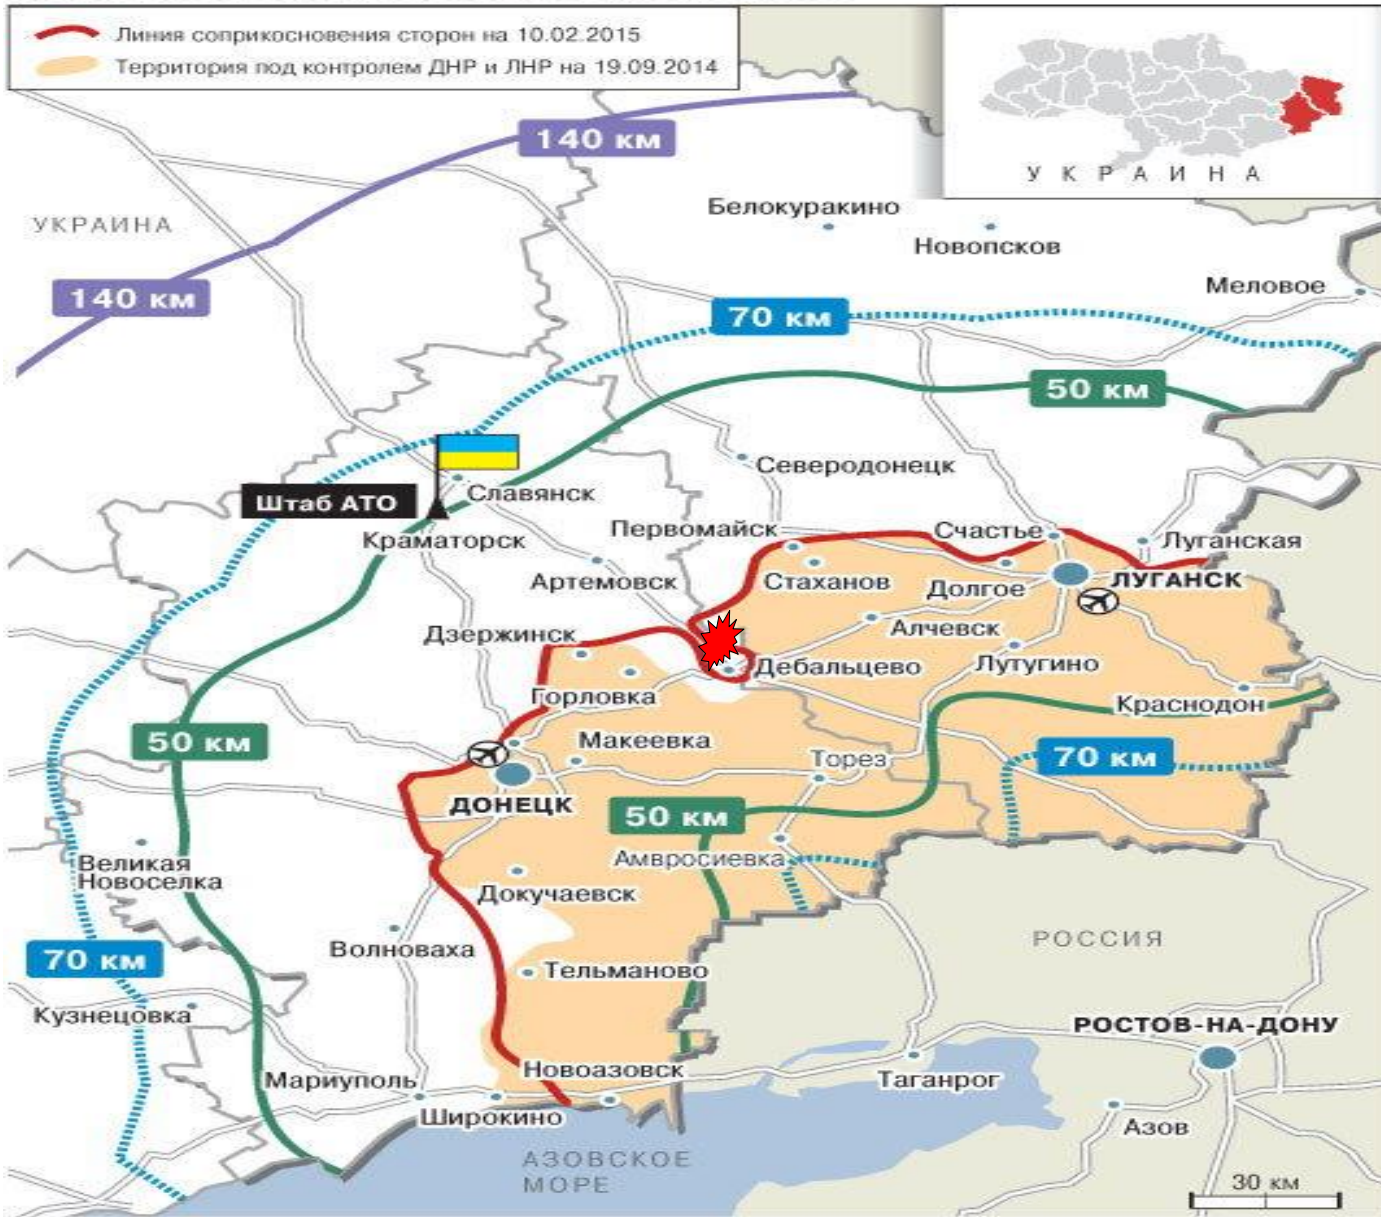 Линия соприкосновения сторон на 10.02.2015
Территория под контролем ДНР и ЛНР на 19.09.2014
УКРАИНА
140 км
УКРАИНА
Белокуракино
Новопсков
140 км
Меловое
70 км
50 км
Северодонецк
Славянск
Штаб АТО
Краматорск
Первомайск
Счастье
Луганская
Артемовск
Стаханов
Долгое
ЛУГАНСК
Дзержинск
Алчевск
Дебальцево
Лутугино
Горловка
Краснодон
50 км
Макеевка
Торез
70 км
ДОНЕЦК
50 км
Великая
Новоселка
Амвросиевка
Докучаевск
Волноваха
РОССИЯ
70 км
Тельманово
Кузнецовка
РОСТОВ-НА-ДОНУ
Мариуполь
Новоазовск
Таганрог
Широкино
Азов
АЗОВСКОЕ
МОРЕ
30 км